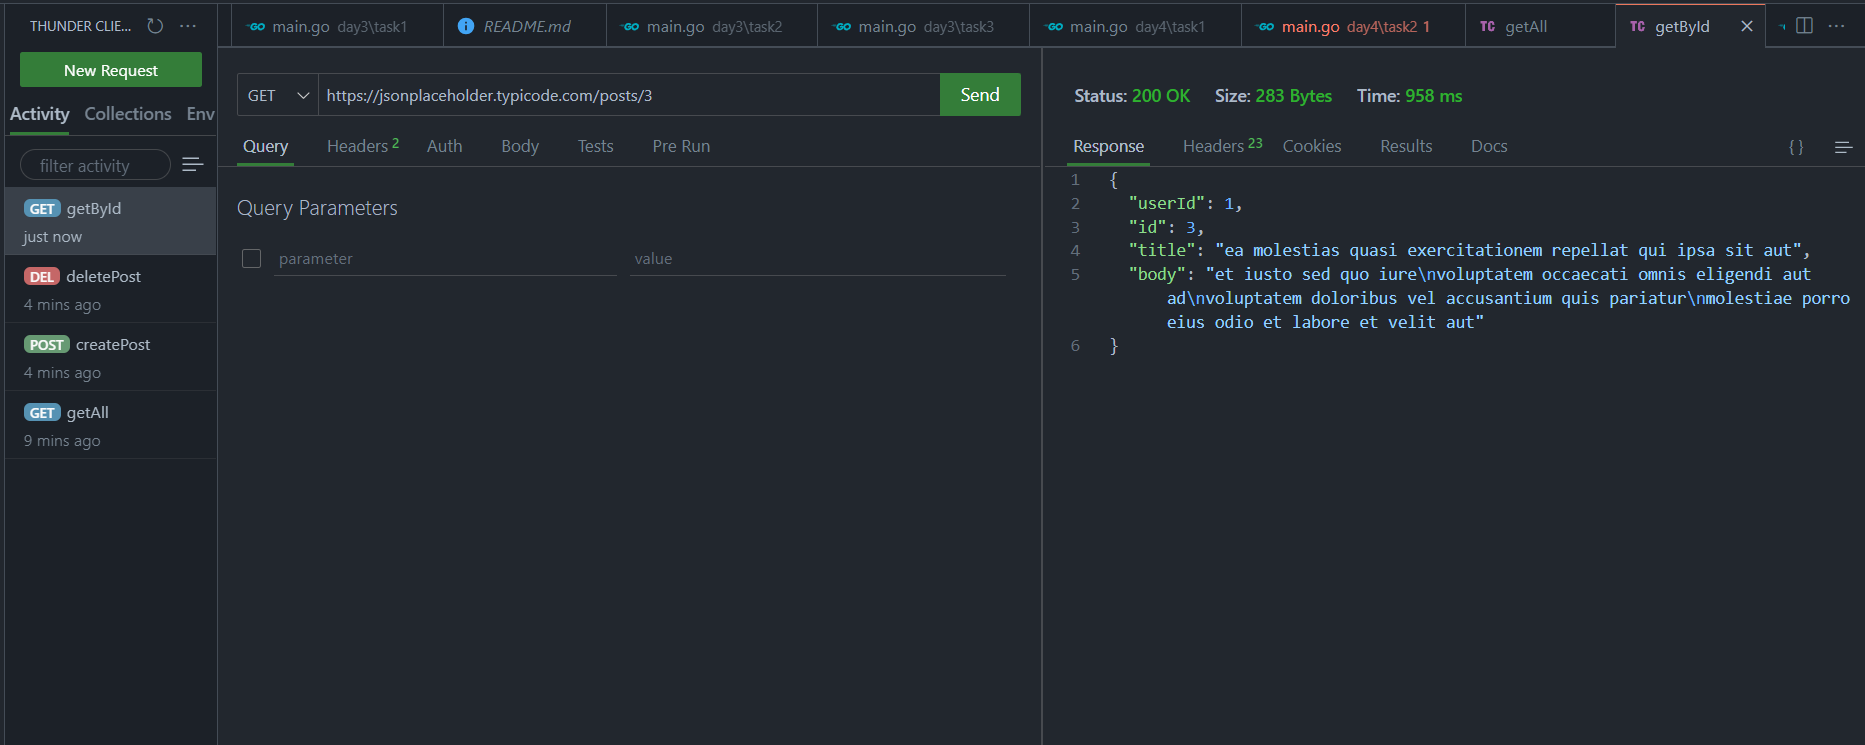 THUNDER CLIE...
main.go day3\task1
README.md
main.go day3\task2
main.go day3\task3
main.go day4\task1
main.go day4\task2 1
TC getAll
TC getById
New Request
Activity Collections Env
filter activity
GET getById
just now
DEL deletePost
4 mins ago
POST createPost
4 mins ago
GET getAll
9 mins ago
GET https://jsonplaceholder.typicode.com/posts/3 Send
Query Headers 2 Auth Body Tests Pre Run
Query Parameters
parameter value
Status: 200 OK Size: 283 Bytes Time: 958 ms
Response Headers 23 Cookies Results Docs { }
1 {
2 "userId": 1,
3 "id": 3,
4 "title": "ea molestias quasi exercitationem repellat qui ipsa sit aut",
5 "body": "et iusto sed quo iure\nvoluptatem occaecati omnis eligendi aut
ad\nvoluptatem doloribus vel accusantium quis pariatur\nmolestiae porro
eius odio et labore et velit aut"
6 }